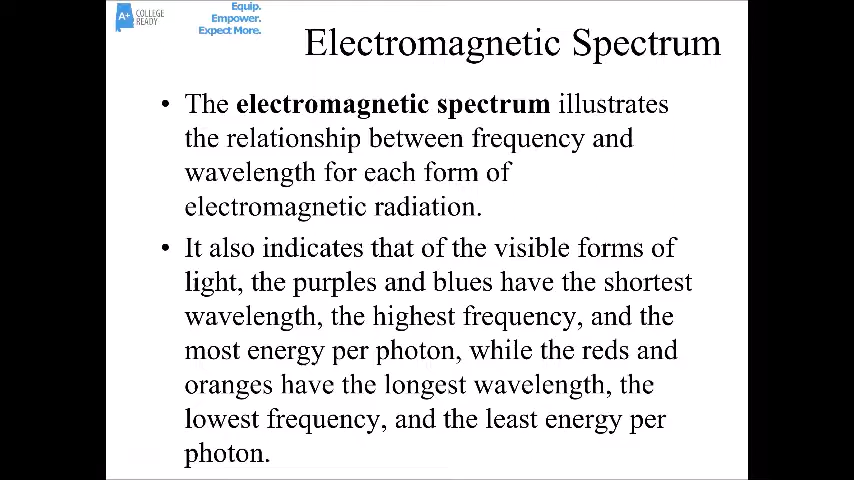 A+ COLLEGE
READY
Equip.
Empower.
Expect More.
Electromagnetic Spectrum
• The electromagnetic spectrum illustrates
the relationship between frequency and
wavelength for each form of
electromagnetic radiation.
• It also indicates that of the visible forms of
light, the purples and blues have the shortest
wavelength, the highest frequency, and the
most energy per photon, while the reds and
oranges have the longest wavelength, the
lowest frequency, and the least energy per
photon.